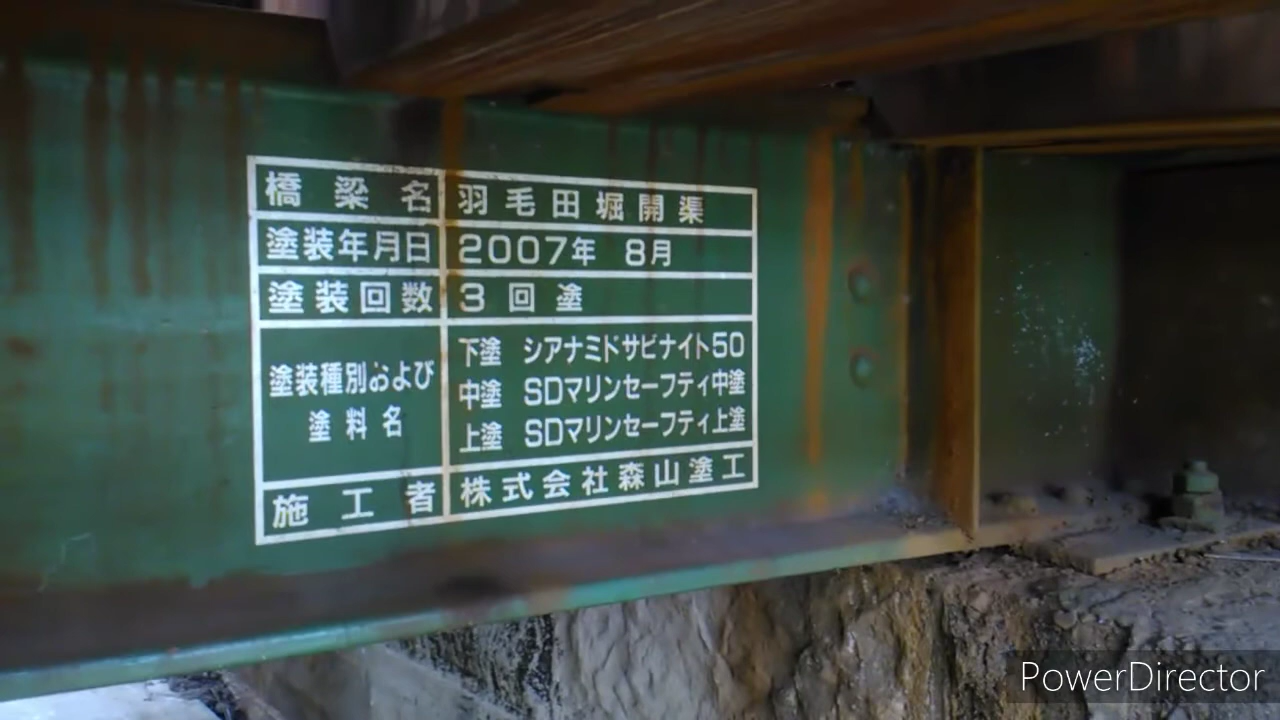 橋梁名 羽毛田堀開渠
塗装年月日 2007年 8月
塗装回数 3回塗
塗装種別および
塗料名
下塗 シアナミドサビナイト50
中塗 SDマリンセーフティ中塗
上塗 SDマリンセーフティ上塗
施工者 株式会社森山塗工
PowerDirector